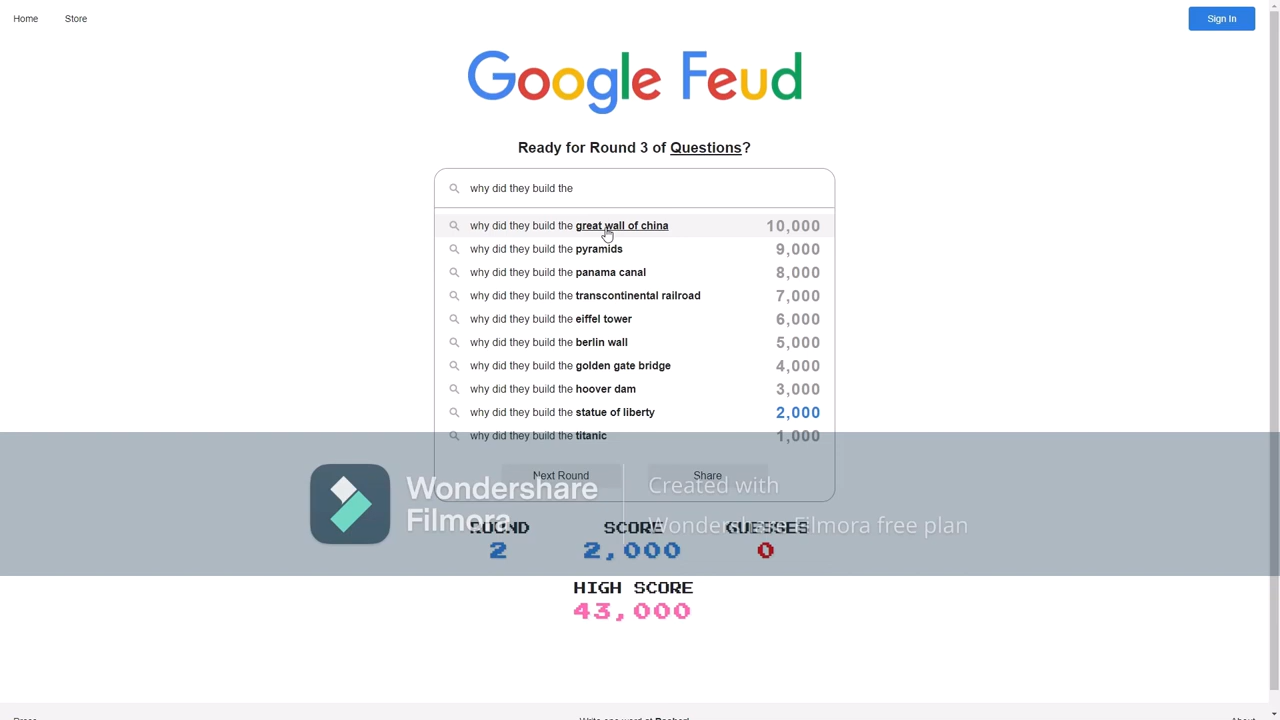 Home Store
Sign In
Google Feud
Ready for Round 3 of Questions?
why did they build the
why did they build the great wall of china 10,000
why did they build the pyramids 9,000
why did they build the panama canal 8,000
why did they build the transcontinental railroad 7,000
why did they build the eiffel tower 6,000
why did they build the berlin wall 5,000
why did they build the golden gate bridge 4,000
why did they build the hoover dam 3,000
why did they build the statue of liberty 2,000
why did they build the titanic 1,000
Next Round Share
Wondershare
Filmora
Created with
Wondershare Filmora free plan
ROUND SCORE GUESSES
2 2,000 0
HIGH SCORE
43,000